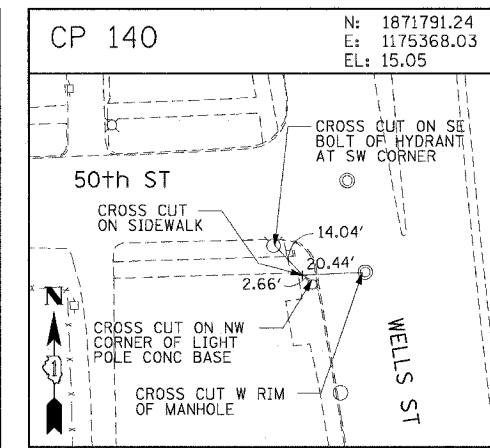 CP 140
N: 1871791.24
E: 1175368.03
EL: 15.05
CROSS CUT ON SE
BOLT OF HYDRANT
AT SW CORNER
50th ST
CROSS CUT
ON SIDEWALK
14.04'
20.44'
2.66'
N
1
CROSS CUT ON NW
CORNER OF LIGHT
POLE CONC BASE
WELLS ST
CROSS CUT W RIM
OF MANHOLE